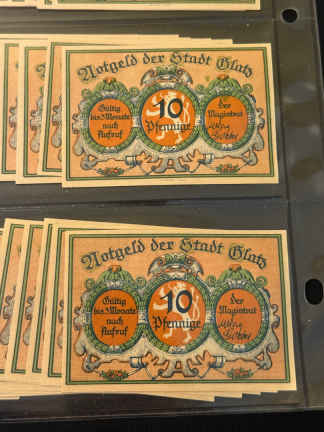 Notgeld der Stadt Glatz
Gültig
bis 3 Monate
nach
Aufruf
10
Pfennige
Der
Magistrat
Notgeld der Stadt Glatz
Gültig
bis 3 Monate
nach
Aufruf
10
Pfennige
Der
Magistrat